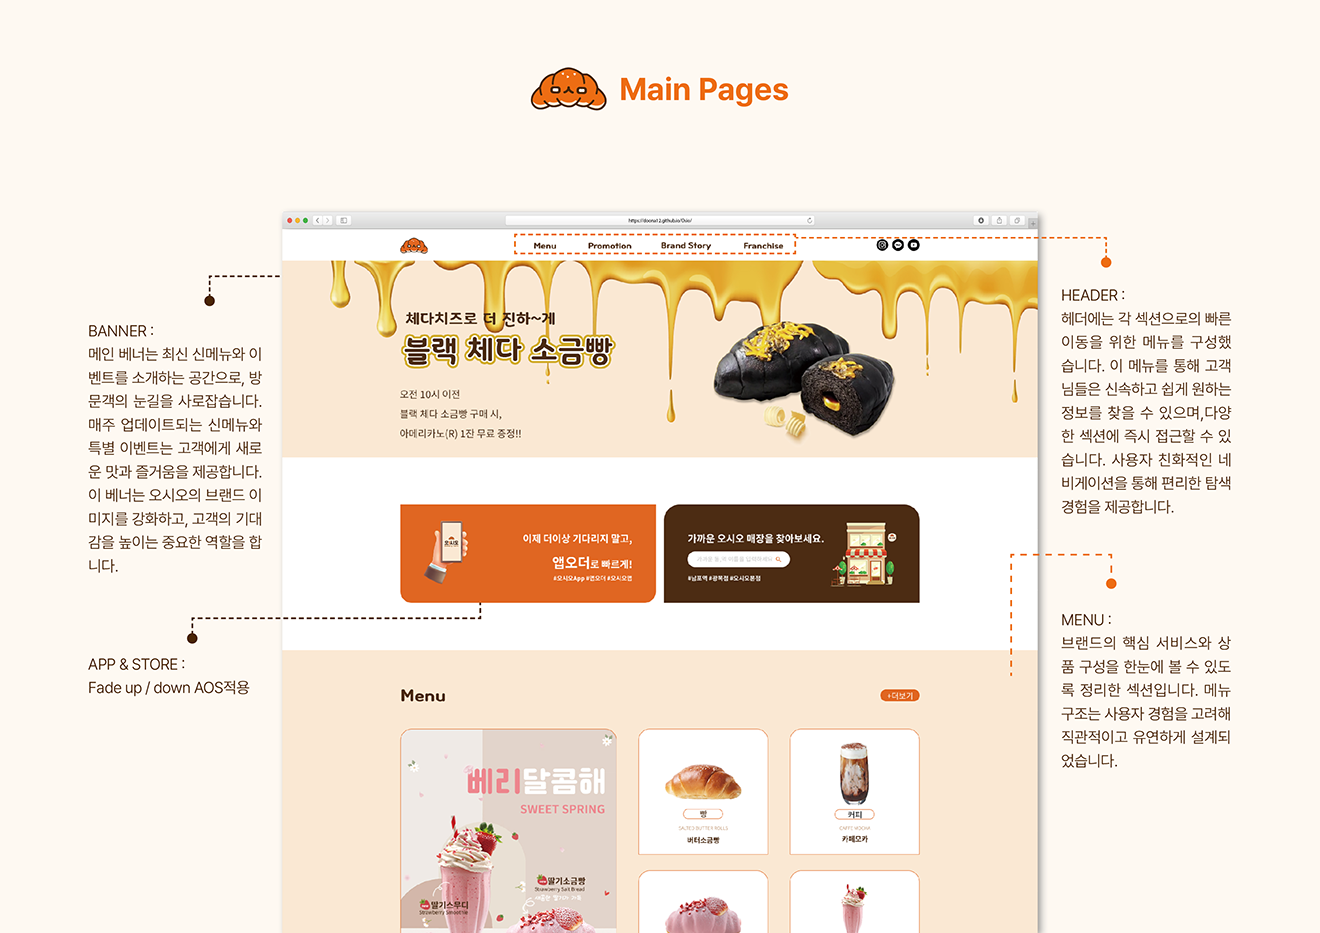 Main Pages
https://doona12.github.io/Osio/
Menu
Promotion
Brand Story
Franchise
체다치즈로 더 진하~게
블랙 체다 소금빵
오전 10시 이전
블랙 체다 소금빵 구매 시,
아메리카노(R) 1잔 무료 증정!!
BANNER :
메인 베너는 최신 신메뉴와 이
벤트를 소개하는 공간으로, 방
문객의 눈길을 사로잡습니다.
매주 업데이트되는 신메뉴와
특별 이벤트는 고객에게 새로
운 맛과 즐거움을 제공합니다.
이 베너는 오시오의 브랜드 이
미지를 강화하고, 고객의 기대
감을 높이는 중요한 역할을 합
니다.
HEADER :
헤더에는 각 섹션으로의 빠른
이동을 위한 메뉴를 구성했
습니다. 이 메뉴를 통해 고객
님들은 신속하고 쉽게 원하는
정보를 찾을 수 있으며,다양
한 섹션에 즉시 접근할 수 있
습니다. 사용자 친화적인 네
비게이션을 통해 편리한 탐색
경험을 제공합니다.
오시오
이제 더이상 기다리지 말고,
앱오더로 빠르게!
#오시오App #앱오더 #오시오앱
가까운 오시오 매장을 찾아보세요.
#남포역 #광복점 #오시오본점
APP & STORE :
Fade up / down AOS적용
MENU :
브랜드의 핵심 서비스와 상
품 구성을 한눈에 볼 수 있도
록 정리한 섹션입니다. 메뉴
구조는 사용자 경험을 고려해
직관적이고 유연하게 설계되
었습니다.
Menu
+더보기
베리달콤해
SWEET SPRING
딸기소금빵
Strawberry Salt Bread
딸기스무디
Strawberry Smoothie
빵
SALTED BUTTER ROLLS
버터소금빵
커피
CAFFE MOCHA
카페모카